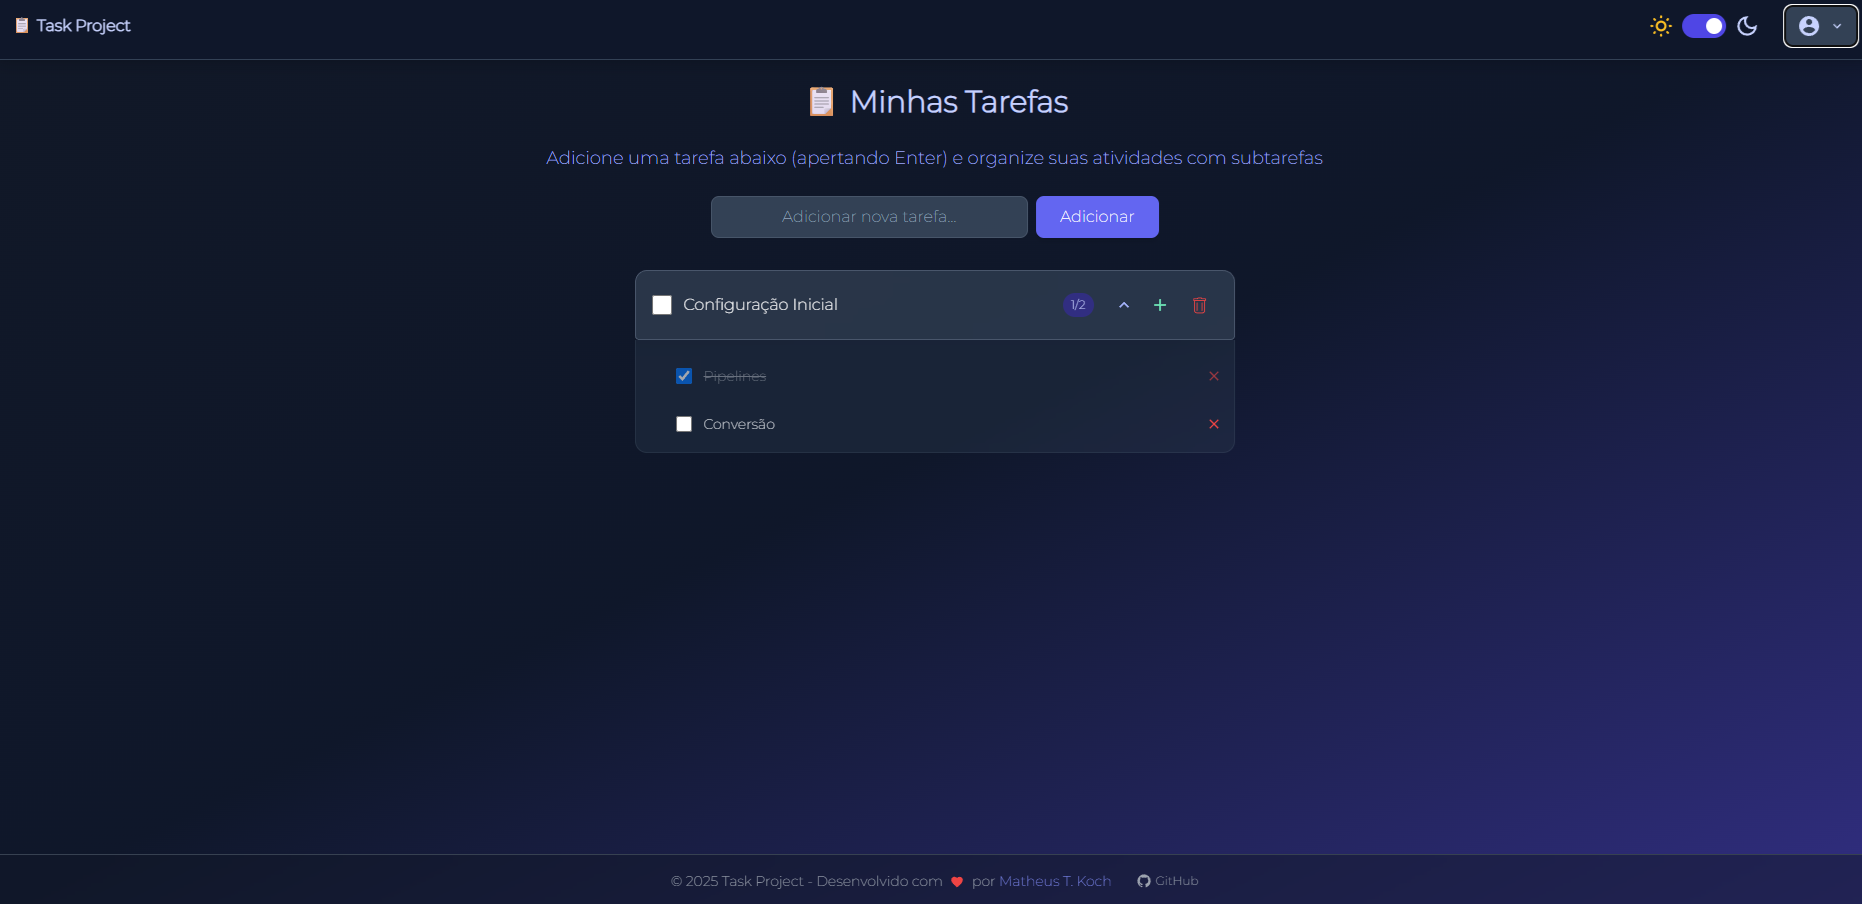 Task Project
Minhas Tarefas
Adicione uma tarefa abaixo (apertando Enter) e organize suas atividades com subtarefas
Adicionar nova tarefa... Adicionar
Configuração Inicial 1/2
Pipelines
Conversão
© 2025 Task Project - Desenvolvido com ❤ por Matheus T. Koch GitHub